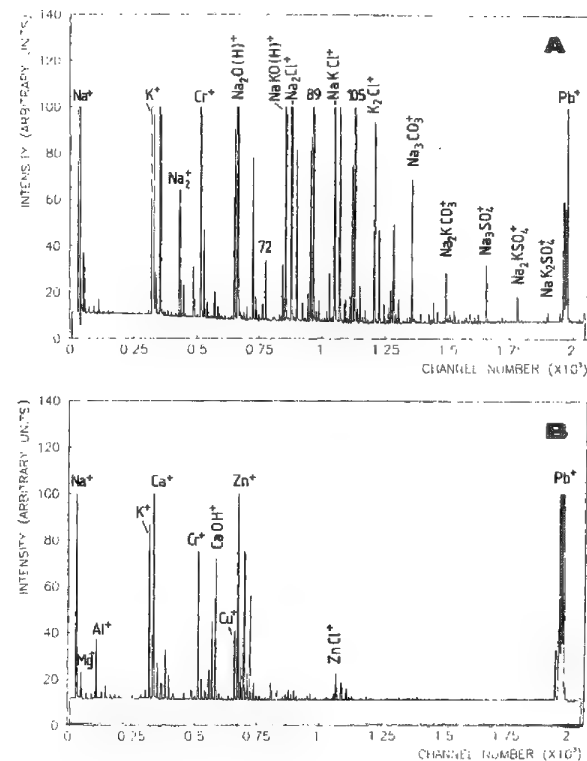 INTENSITY (ARBITRARY UNITS)
140
120
100
80
60
40
20
0
A
Na⁺
K⁺
Na₂⁺
Cr⁺
Na₂O(H)⁺
72
NaKO(H)⁺
Na₂Cl⁺
89
NaKCl⁺
105
K₂Cl⁺
Na₃CO₃⁺
Na₂KCO₃⁺
Na₃SO₄⁺
Na₂KSO₄⁺
NaK₂SO₄⁺
Pb⁺
0 0.25 0.5 0.75 1 1.25 1.5 1.75 2
CHANNEL NUMBER (X10³)
INTENSITY (ARBITRARY UNITS)
140
120
100
80
60
40
20
0
B
Na⁺
Mg⁺
Al⁺
K⁺
Ca⁺
Cr⁺
CaOH⁺
Cu⁺
Zn⁺
ZnCl⁺
Pb⁺
0 0.25 0.5 0.75 1 1.25 1.5 1.75 2
CHANNEL NUMBER (X10³)